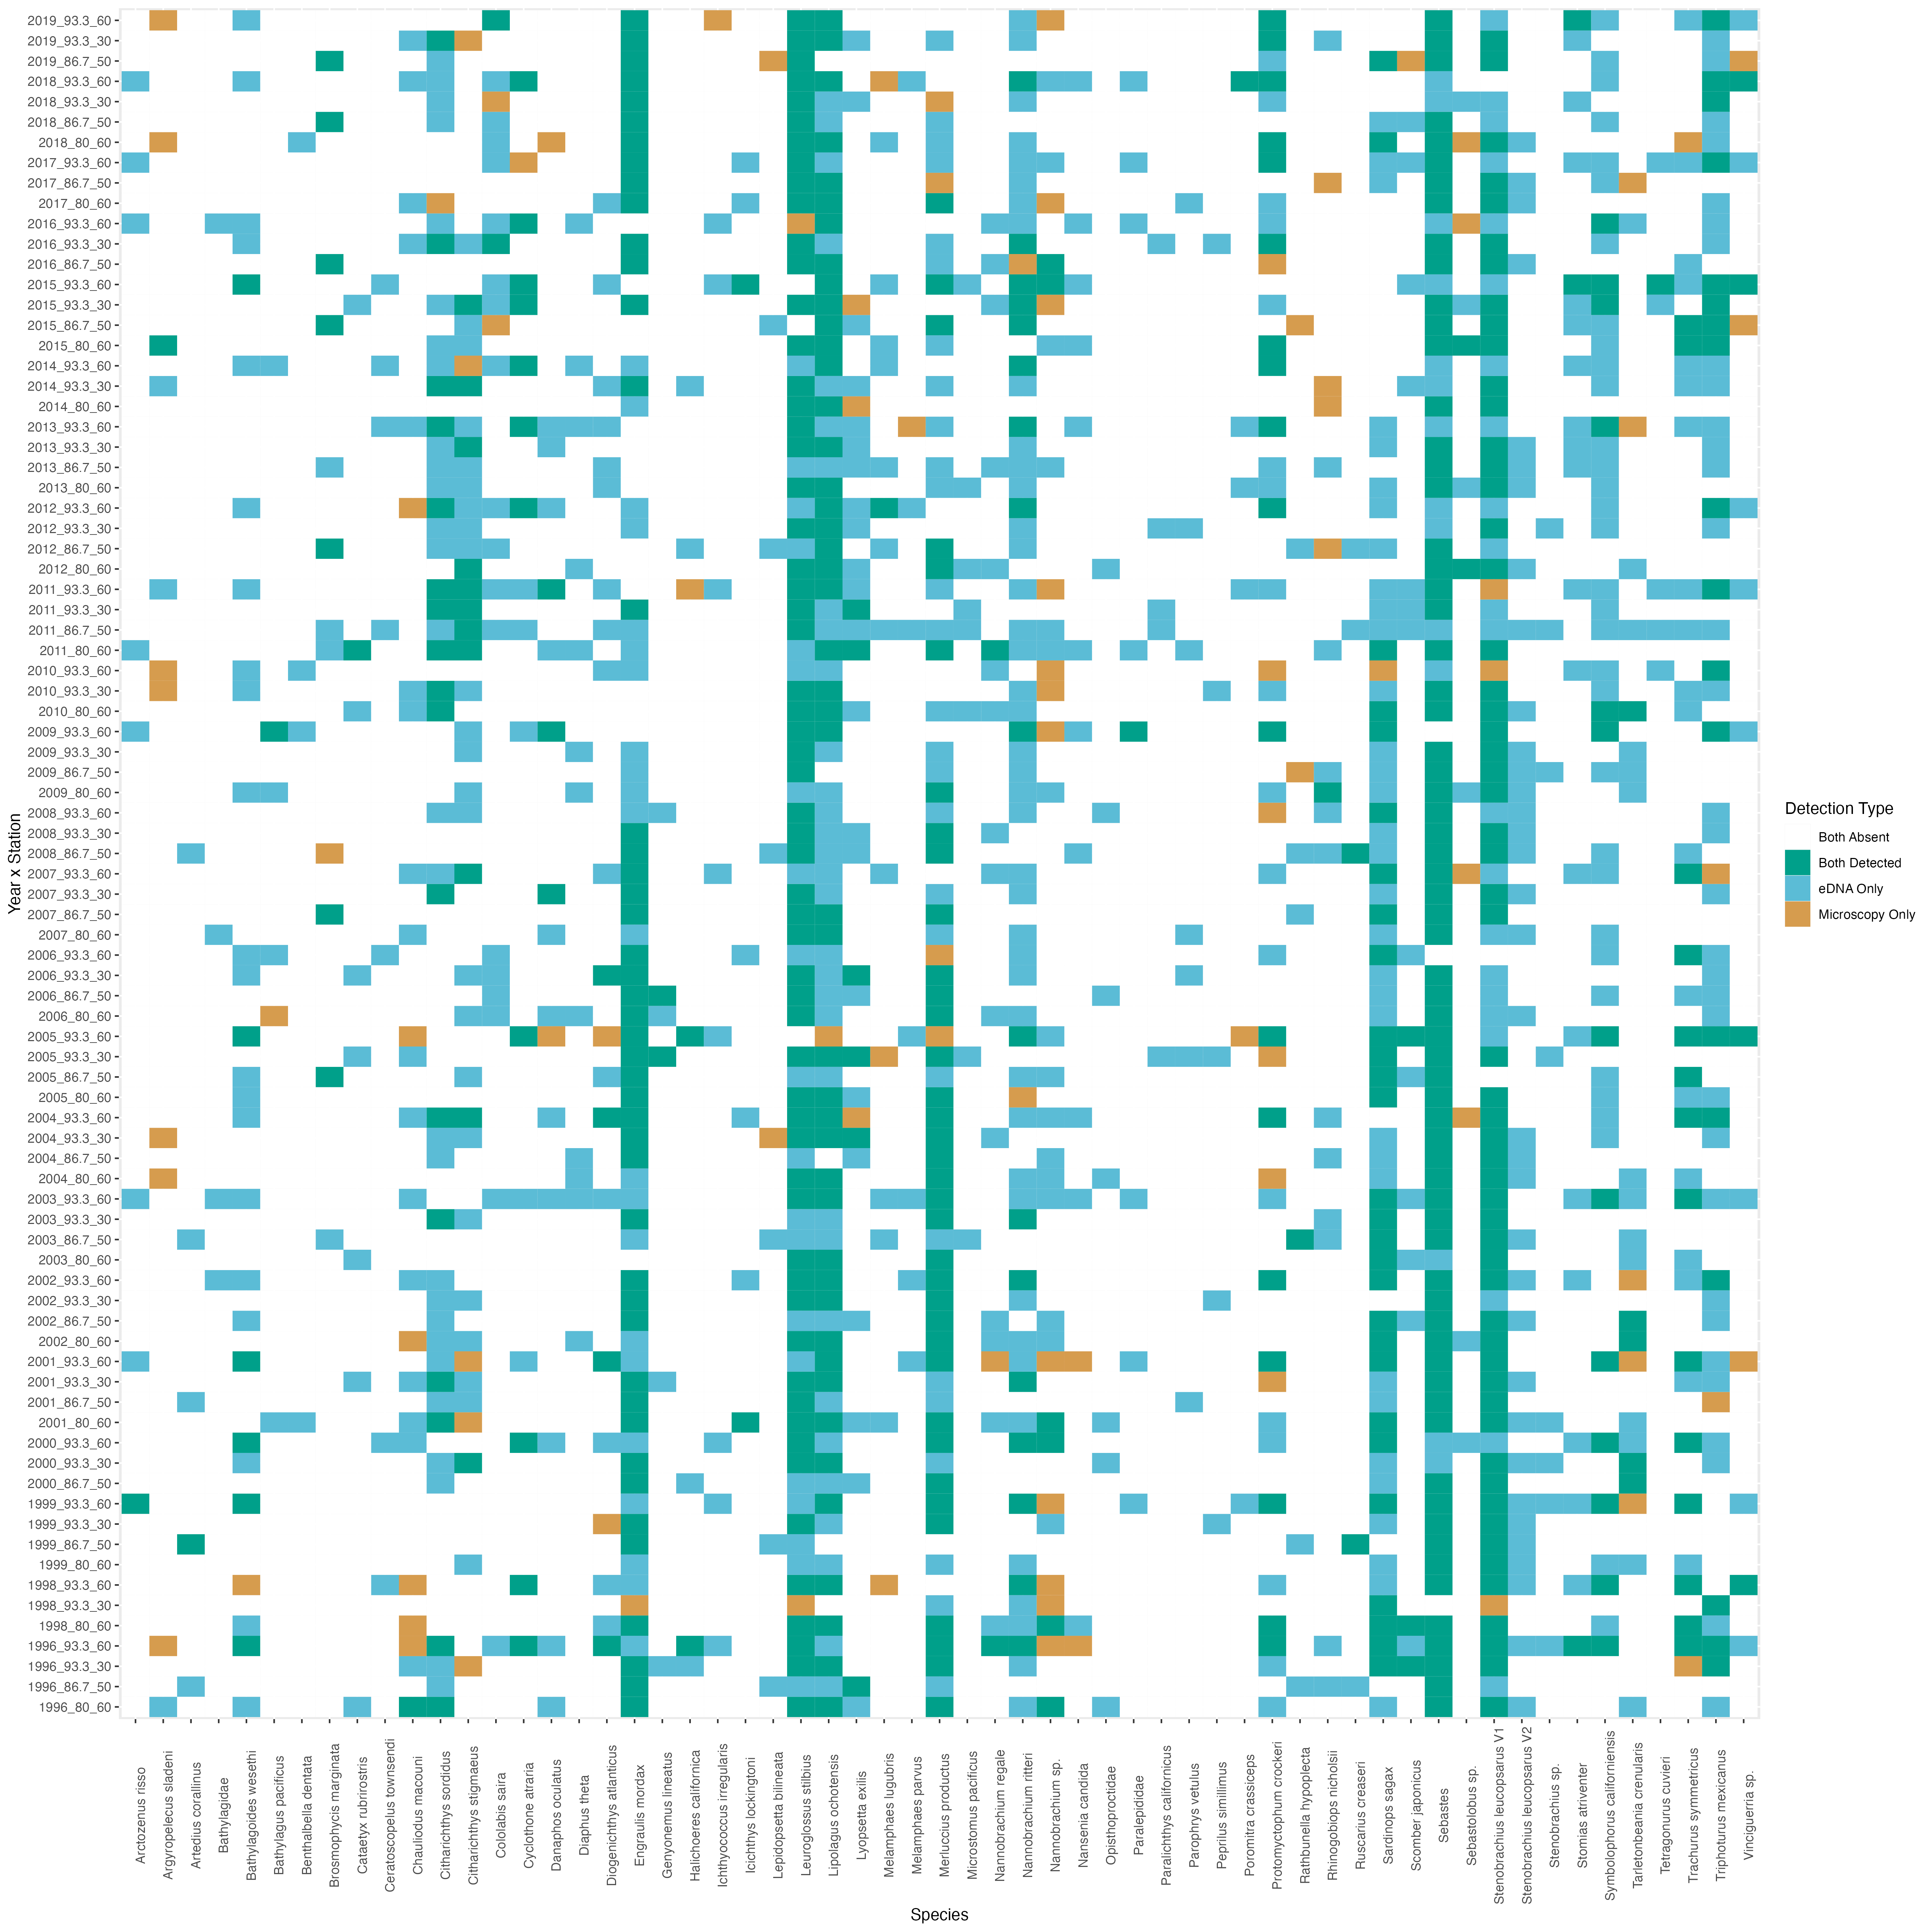 2019_93.3_60
2019_93.3_30
2019_86.7_50
2018_93.3_60
2018_93.3_30
2018_86.7_50
2018_80_60
2017_93.3_60
2017_86.7_50
2017_80_60
2016_93.3_60
2016_93.3_30
2016_86.7_50
2015_93.3_60
2015_93.3_30
2015_86.7_50
2015_80_60
2014_93.3_60
2014_93.3_30
2014_80_60
2013_93.3_60
2013_93.3_30
2013_86.7_50
2013_80_60
2012_93.3_60
2012_93.3_30
2012_86.7_50
2012_80_60
2011_93.3_60
2011_93.3_30
2011_86.7_50
2011_80_60
2010_93.3_60
2010_93.3_30
2010_80_60
2009_93.3_60
2009_93.3_30
2009_86.7_50
2009_80_60
2008_93.3_60
2008_93.3_30
2008_86.7_50
2007_93.3_60
2007_93.3_30
2007_86.7_50
2007_80_60
2006_93.3_60
2006_93.3_30
2006_86.7_50
2006_80_60
2005_93.3_60
2005_93.3_30
2005_86.7_50
2005_80_60
2004_93.3_60
2004_93.3_30
2004_86.7_50
2004_80_60
2003_93.3_60
2003_93.3_30
2003_86.7_50
2003_80_60
2002_93.3_60
2002_93.3_30
2002_86.7_50
2002_80_60
2001_93.3_60
2001_93.3_30
2001_86.7_50
2001_80_60
2000_93.3_60
2000_93.3_30
2000_86.7_50
1999_93.3_60
1999_93.3_30
1999_86.7_50
1999_80_60
1998_93.3_60
1998_93.3_30
1998_80_60
1996_93.3_60
1996_93.3_30
1996_86.7_50
1996_80_60
Year x Station
Arctozenus risso
Argyropelecus sladeni
Artedius corallinus
Bathylagidae
Bathylagoides wesethi
Bathylagus pacificus
Benthalbella dentata
Brosmophycis marginata
Cataetyx rubrirostris
Ceratoscopelus townsendi
Chauliodus macouni
Citharichthys sordidus
Citharichthys stigmaeus
Cololabis saira
Cyclothone atraria
Danaphos oculatus
Diaphus theta
Diogenichthys atlanticus
Engraulis mordax
Genyonemus lineatus
Halichoeres californica
Ichthyococcus irregularis
Icichthys lockingtoni
Lepidopsetta bilineata
Leuroglossus stilbius
Lipolagus ochotensis
Lyopsetta exilis
Melamphaes lugubris
Melamphaes parvus
Merluccius productus
Microstomus pacificus
Nannobrachium regale
Nannobrachium ritteri
Nannobrachium sp.
Nansenia candida
Opisthoproctidae
Paralepididae
Paralichthys californicus
Parophrys vetulus
Peprilus simillimus
Poromitra crassiceps
Protomyctophum crockeri
Rathbunella hypoplecta
Rhinogobiops nicholsii
Ruscarius creaseri
Sardinops sagax
Scomber japonicus
Sebastes
Sebastolobus sp.
Stenobrachius leucopsarus V1
Stenobrachius leucopsarus V2
Stenobrachius sp.
Stomias atriventer
Symbolophorus californiensis
Tarletonbeania crenularis
Tetragonurus cuvieri
Trachurus symmetricus
Triphoturus mexicanus
Vinciguerria sp.
Species
Detection Type
Both Absent
Both Detected
eDNA Only
Microscopy Only